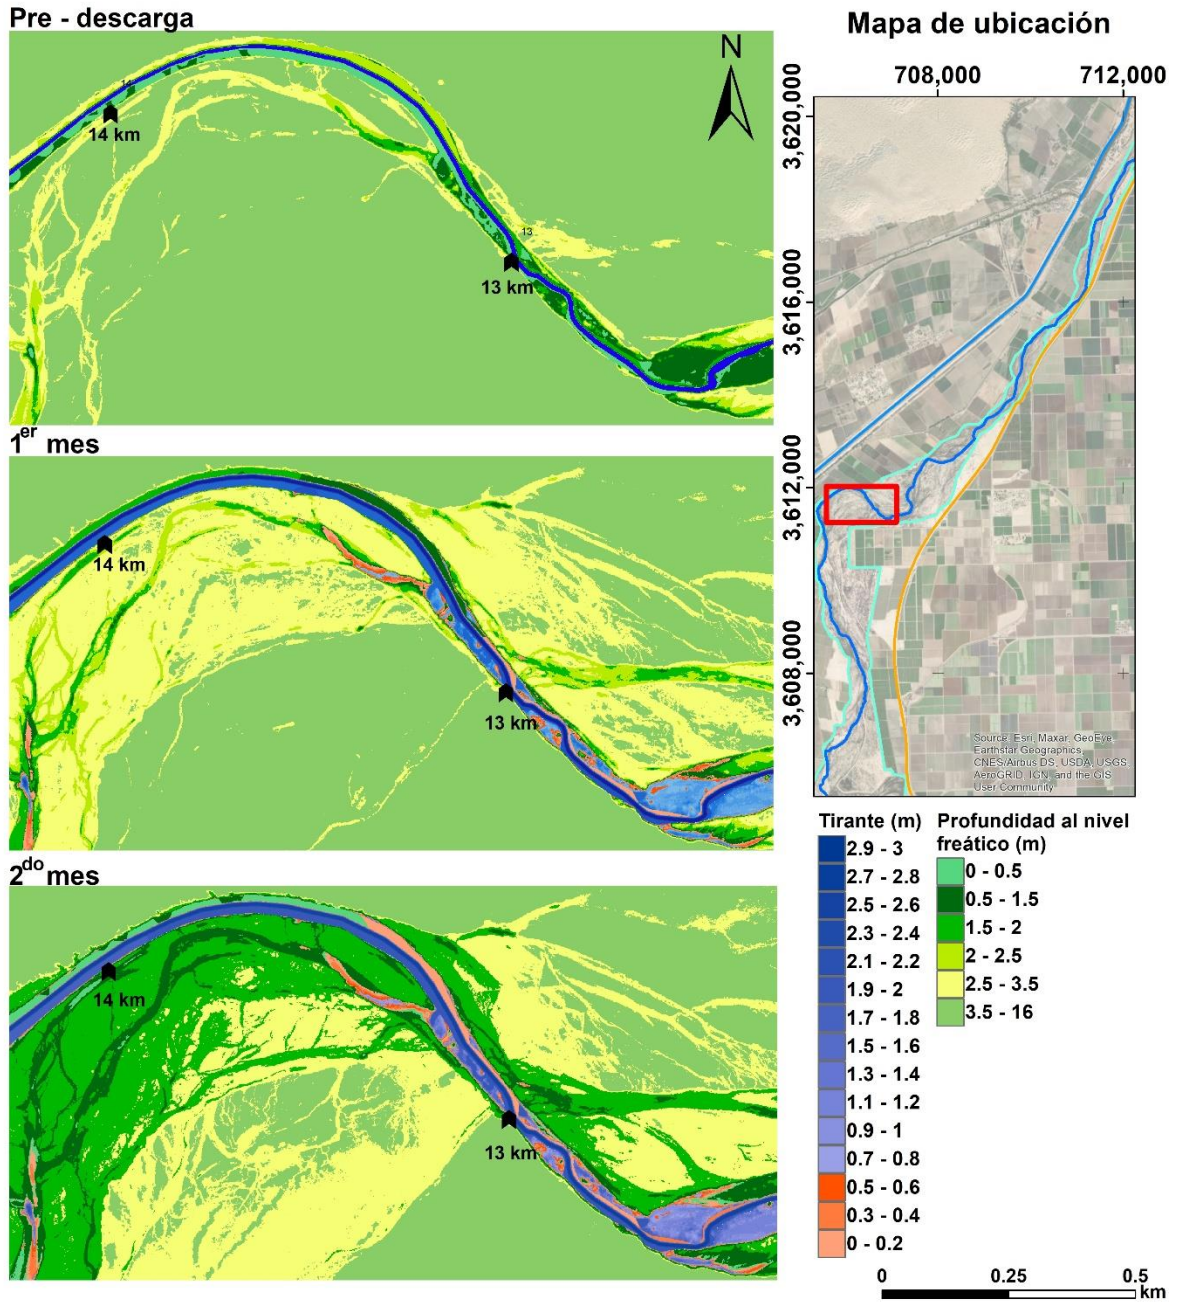 Pre - descarga
14
14 km
13
13 km
N
1er mes
14 km
13 km
2do mes
14 km
13 km
Mapa de ubicación
708,000
712,000
3,620,000
3,616,000
3,612,000
3,608,000
Source: Esri, Maxar, GeoEye,
Earthstar Geographics,
CNES/Airbus DS, USDA, USGS,
AeroGRID, IGN, and the GIS
User Community
Tirante (m)
2.9 - 3
2.7 - 2.8
2.5 - 2.6
2.3 - 2.4
2.1 - 2.2
1.9 - 2
1.7 - 1.8
1.5 - 1.6
1.3 - 1.4
1.1 - 1.2
0.9 - 1
0.7 - 0.8
0.5 - 0.6
0.3 - 0.4
0 - 0.2
Profundidad al nivel
freático (m)
0 - 0.5
0.5 - 1.5
1.5 - 2
2 - 2.5
2.5 - 3.5
3.5 - 16
0 0.25 0.5
km